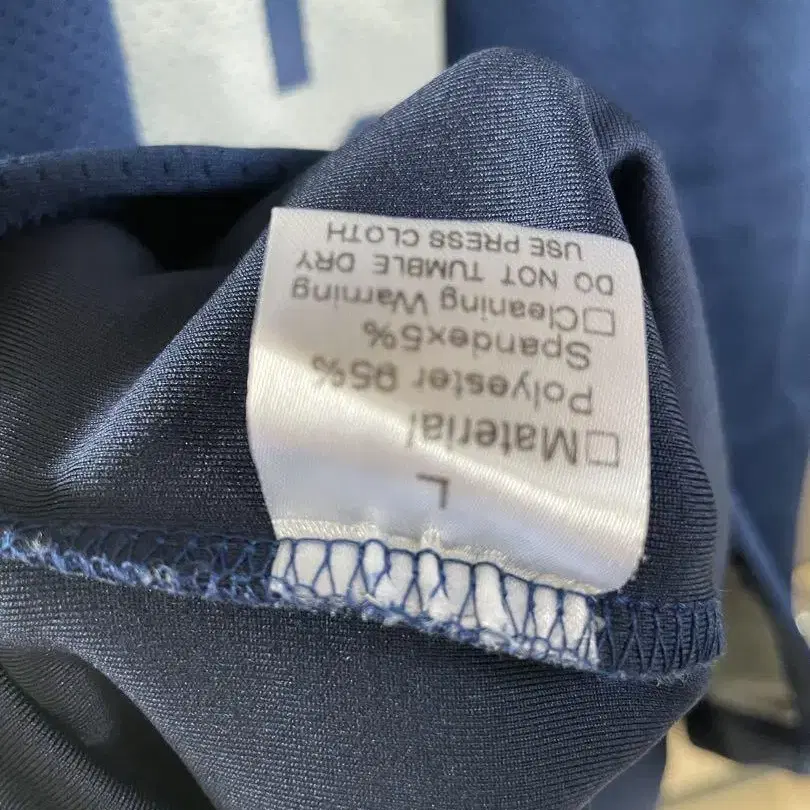 L
□Material
Polyester 95%
Spandex5%
□Cleaning Warning
DO NOT TUMBLE DRY
USE PRESS CLOTH